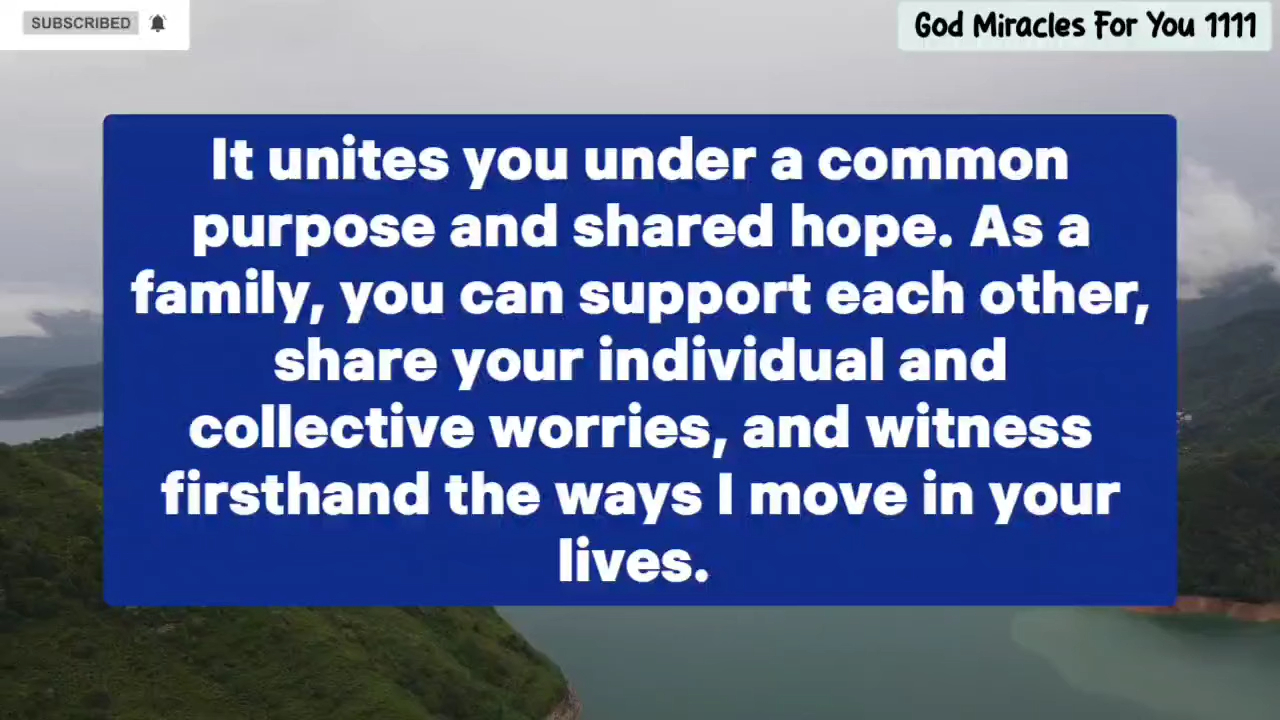 SUBSCRIBED
God Miracles For You 1111
It unites you under a common
purpose and shared hope. As a
family, you can support each other,
share your individual and
collective worries, and witness
firsthand the ways I move in your
lives.